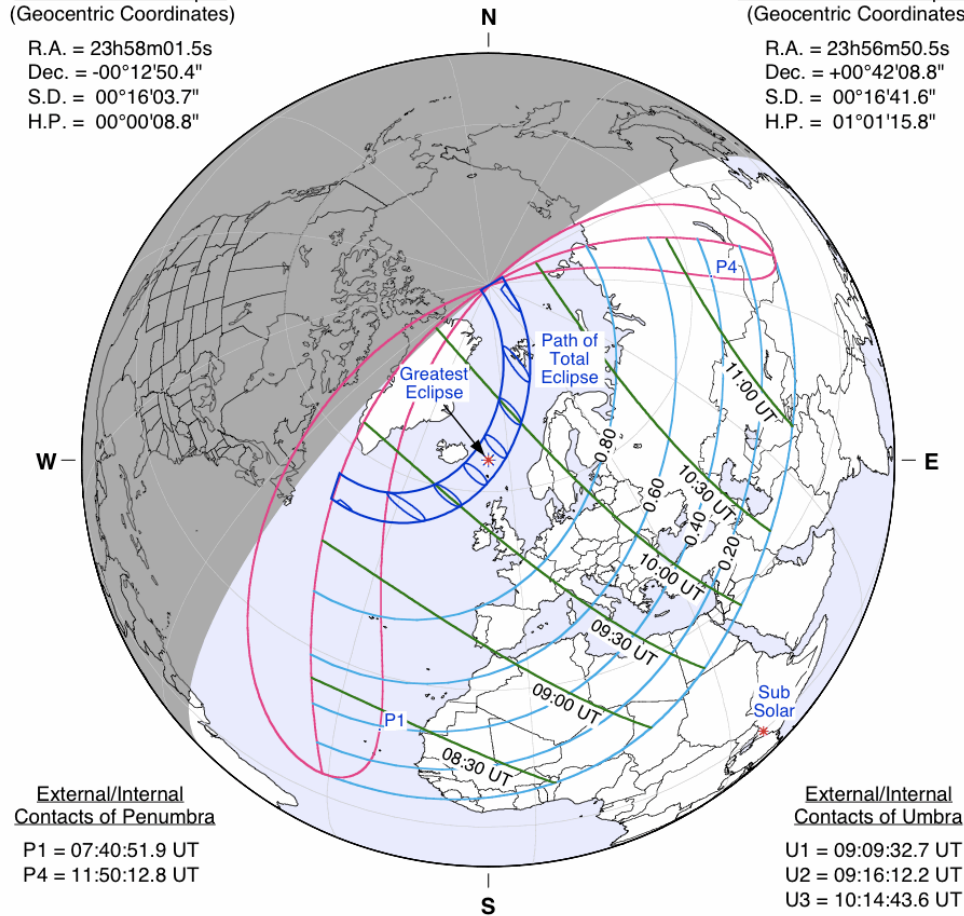 (Geocentric Coordinates)
R.A. = 23h58m01.5s
Dec. = -00°12'50.4"
S.D. = 00°16'03.7"
H.P. = 00°00'08.8"
N
(Geocentric Coordinates)
R.A. = 23h56m50.5s
Dec. = +00°42'08.8"
S.D. = 00°16'41.6"
H.P. = 01°01'15.8"
P4
Path of
Total
Eclipse
Greatest
Eclipse
11:00 UT
W
E
0.80
0.60
0.40
0.20
10:30 UT
10:00 UT
09:30 UT
09:00 UT
08:30 UT
P1
Sub
Solar
External/Internal
Contacts of Penumbra
P1 = 07:40:51.9 UT
P4 = 11:50:12.8 UT
S
External/Internal
Contacts of Umbra
U1 = 09:09:32.7 UT
U2 = 09:16:12.2 UT
U3 = 10:14:43.6 UT